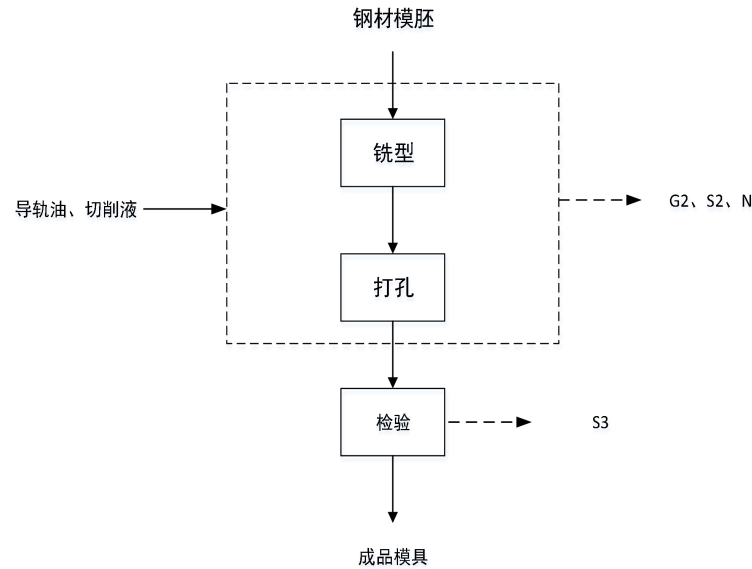 钢材模胚
铣型
导轨油、切削液
G2、S2、N
打孔
检验
S3
成品模具